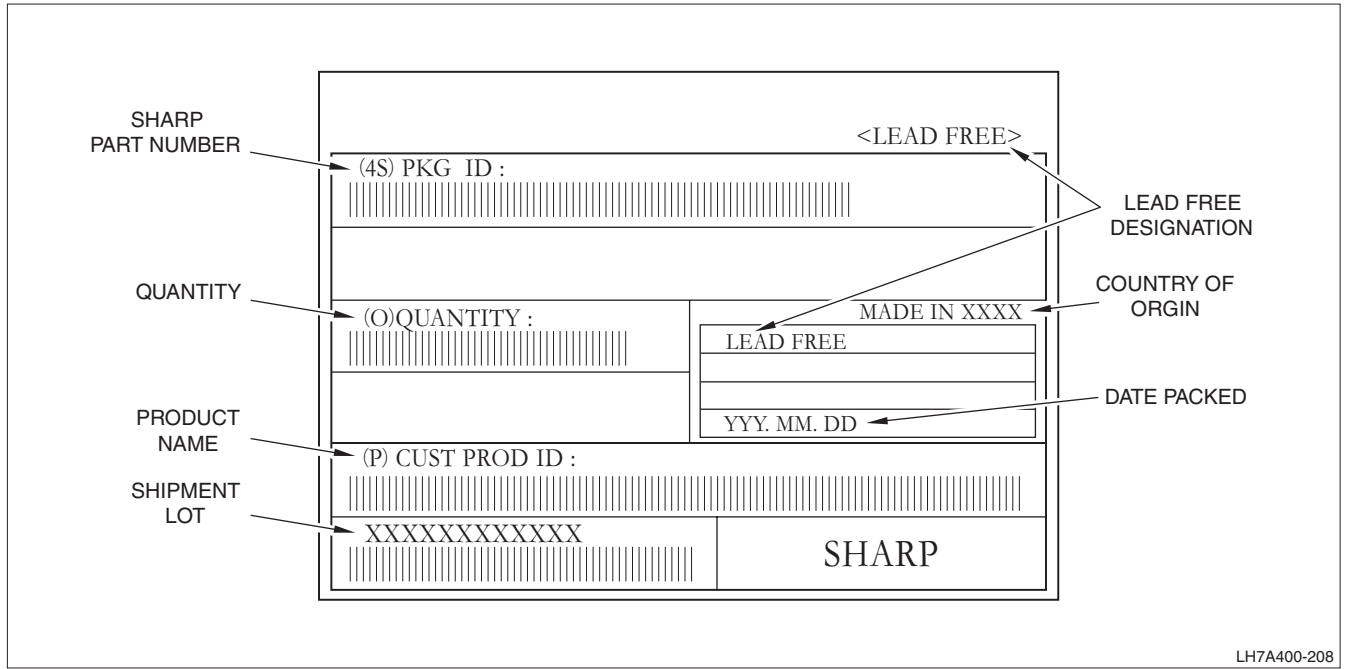 SHARP
PART NUMBER
<LEAD FREE>
(4S) PKG ID :
LEAD FREE
DESIGNATION
QUANTITY
(O)QUANTITY :
COUNTRY OF
ORGIN
MADE IN XXXX
LEAD FREE
DATE PACKED
YYY. MM. DD
PRODUCT
NAME
(P) CUST PROD ID :
SHIPMENT
LOT
XXXXXXXXXXXX
SHARP
LH7A400-208